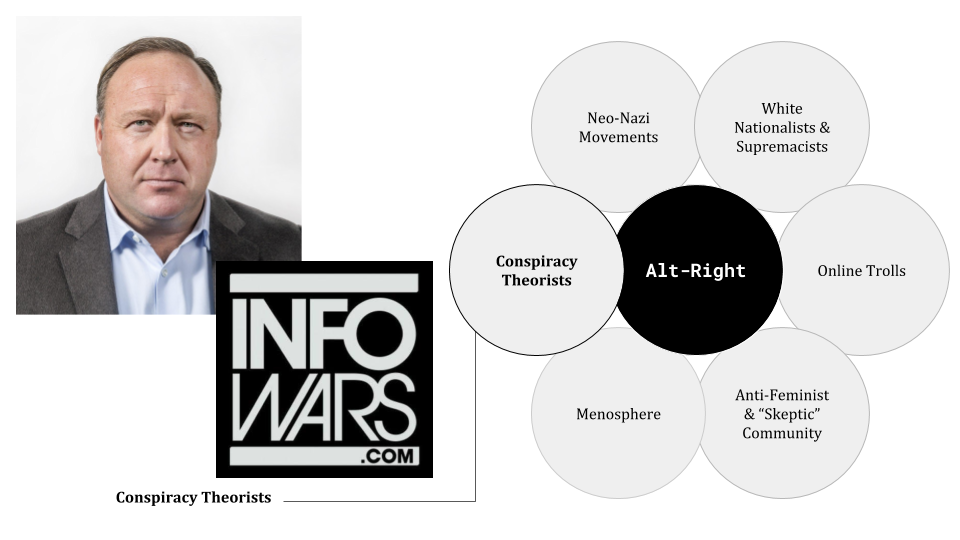 INFO
WARS
.COM
Conspiracy Theorists
Neo-Nazi
Movements
White
Nationalists &
Supremacists
Conspiracy
Theorists
Alt-Right
Online Trolls
Menosphere
Anti-Feminist
& “Skeptic”
Community